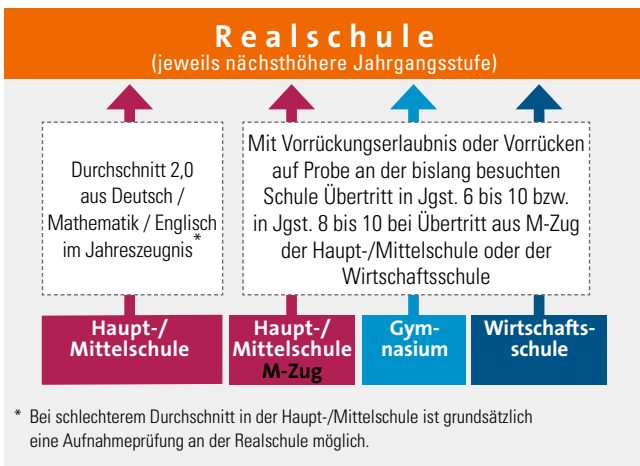 Realschule
(jeweils nächsthöhere Jahrgangsstufe)
Durchschnitt 2,0
aus Deutsch /
Mathematik / Englisch
im Jahreszeugnis*
Mit Vorrückungserlaubnis oder Vorrücken
auf Probe an der bislang besuchten
Schule Übertritt in Jgst. 6 bis 10 bzw.
in Jgst. 8 bis 10 bei Übertritt aus M-Zug
der Haupt-/Mittelschule oder der
Wirtschaftsschule
Haupt-/
Mittelschule
Haupt-/
Mittelschule
M-Zug
Gym-
nasium
Wirtschafts-
schule
* Bei schlechterem Durchschnitt in der Haupt-/Mittelschule ist grundsätzlich
eine Aufnahmeprüfung an der Realschule möglich.